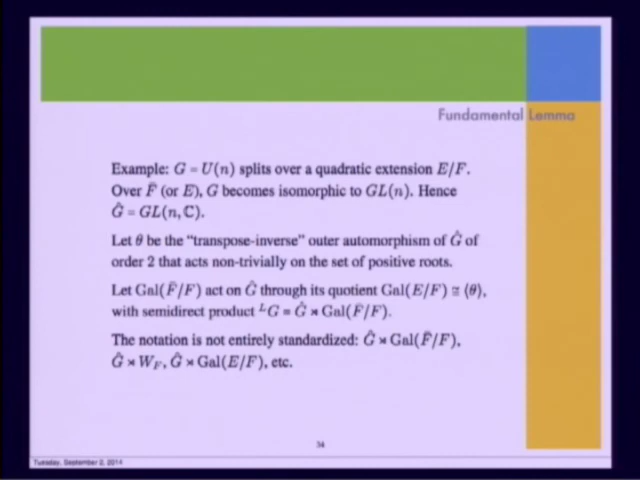 Fundamental Lemma
Example: G = U(n) splits over a quadratic extension E/F.
Over F̄ (or E), G becomes isomorphic to GL(n). Hence
Ĝ = GL(n, ℂ).
Let θ be the “transpose-inverse” outer automorphism of Ĝ of
order 2 that acts non-trivially on the set of positive roots.
Let Gal(F̄/F) act on Ĝ through its quotient Gal(E/F) ≅ ⟨θ⟩,
with semidirect product ᴸG = Ĝ ⋊ Gal(F̄/F).
The notation is not entirely standardized: Ĝ ⋊ Gal(F̄/F),
Ĝ ⋊ W_F, Ĝ ⋊ Gal(E/F), etc.
34
Tuesday, September 2, 2014